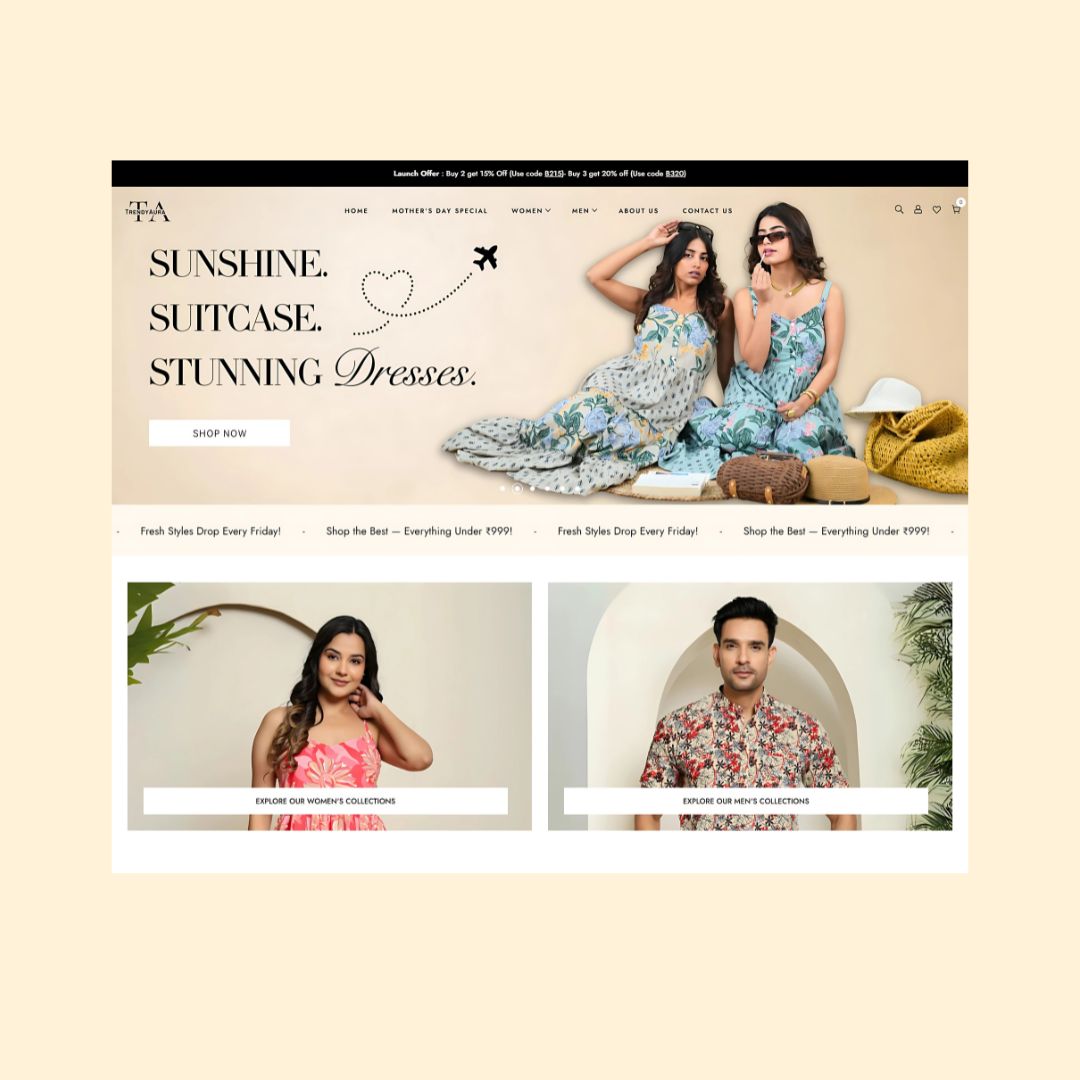 Launch Offer : Buy 2 get 15% Off (Use code B215)- Buy 3 get 20% off (Use code B320)
TA
TRENDYAURA
HOME MOTHER'S DAY SPECIAL WOMEN MEN ABOUT US CONTACT US
0
SUNSHINE.
SUITCASE.
STUNNING Dresses.
SHOP NOW
- Fresh Styles Drop Every Friday! - Shop the Best — Everything Under ₹999! - Fresh Styles Drop Every Friday! - Shop the Best — Everything Under ₹999! -
EXPLORE OUR WOMEN'S COLLECTIONS
EXPLORE OUR MEN'S COLLECTIONS